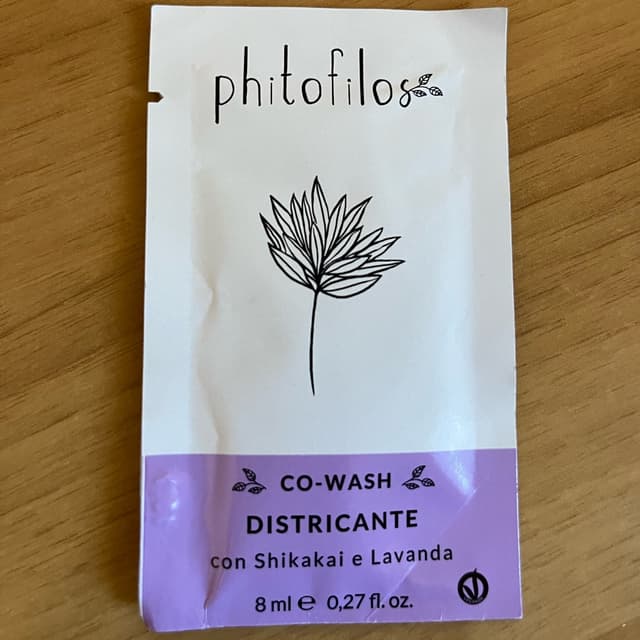 phitofilos
CO-WASH
DISTRICANTE
con Shikakai e Lavanda
8 ml ℮ 0,27 fl. oz.